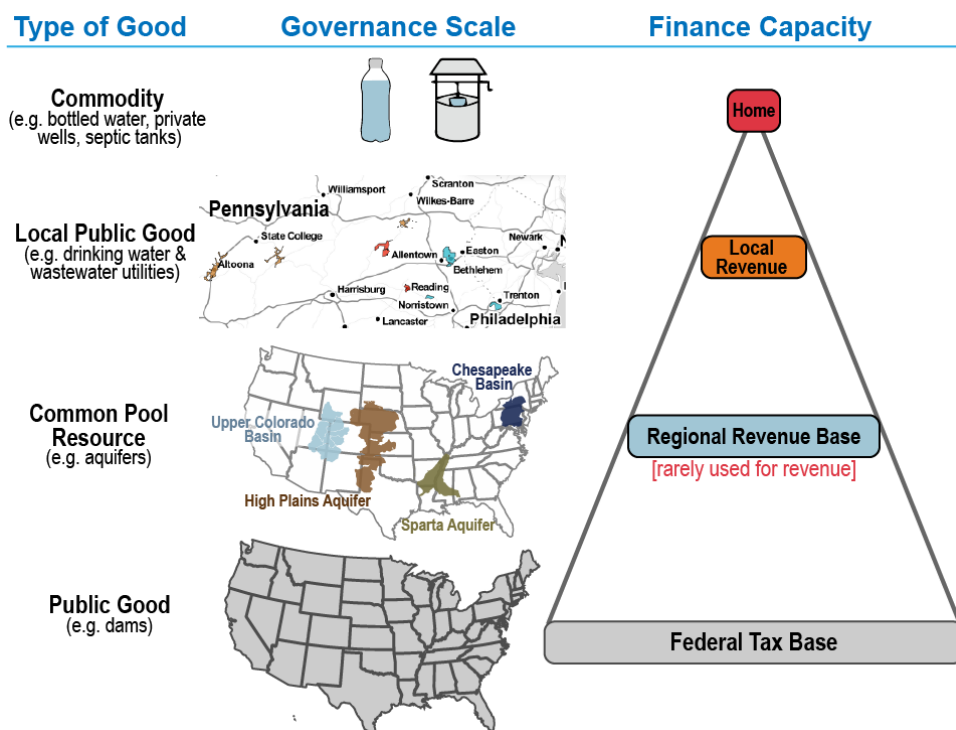 Type of Good
Governance Scale
Finance Capacity
Commodity
(e.g. bottled water, private
wells, septic tanks)
Home
Local Public Good
(e.g. drinking water &
wastewater utilities)
Scranton
Williamsport
Wilkes-Barre
Pennsylvania
State College
Newark
Easton
Allentown
Altoona
Bethlehem
Reading
Harrisburg
Trenton
Norristown
Lancaster
Philadelphia
Local
Revenue
Common Pool
Resource
(e.g. aquifers)
Chesapeake
Basin
Upper Colorado
Basin
High Plains Aquifer
Sparta Aquifer
Regional Revenue Base
[rarely used for revenue]
Public Good
(e.g. dams)
Federal Tax Base